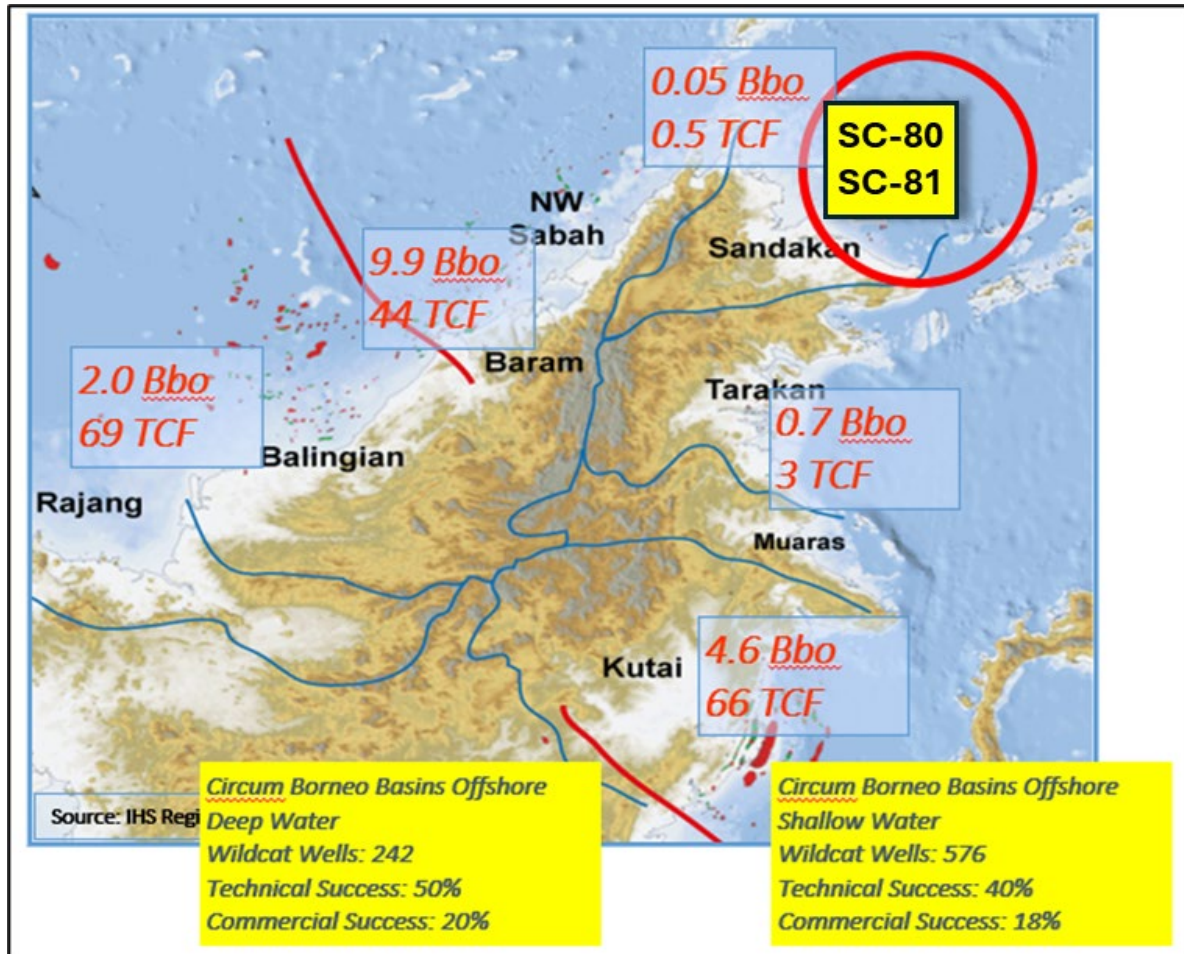 0.05 Bbo
0.5 TCF
SC-80
SC-81
NW
Sabah
Sandakan
9.9 Bbo
44 TCF
Baram
2.0 Bbo
69 TCF
Tarakan
0.7 Bbo
3 TCF
Balingian
Rajang
Muaras
Kutai
4.6 Bbo
66 TCF
Source: IHS Regi
Circum Borneo Basins Offshore
Deep Water
Wildcat Wells: 242
Technical Success: 50%
Commercial Success: 20%
Circum Borneo Basins Offshore
Shallow Water
Wildcat Wells: 576
Technical Success: 40%
Commercial Success: 18%